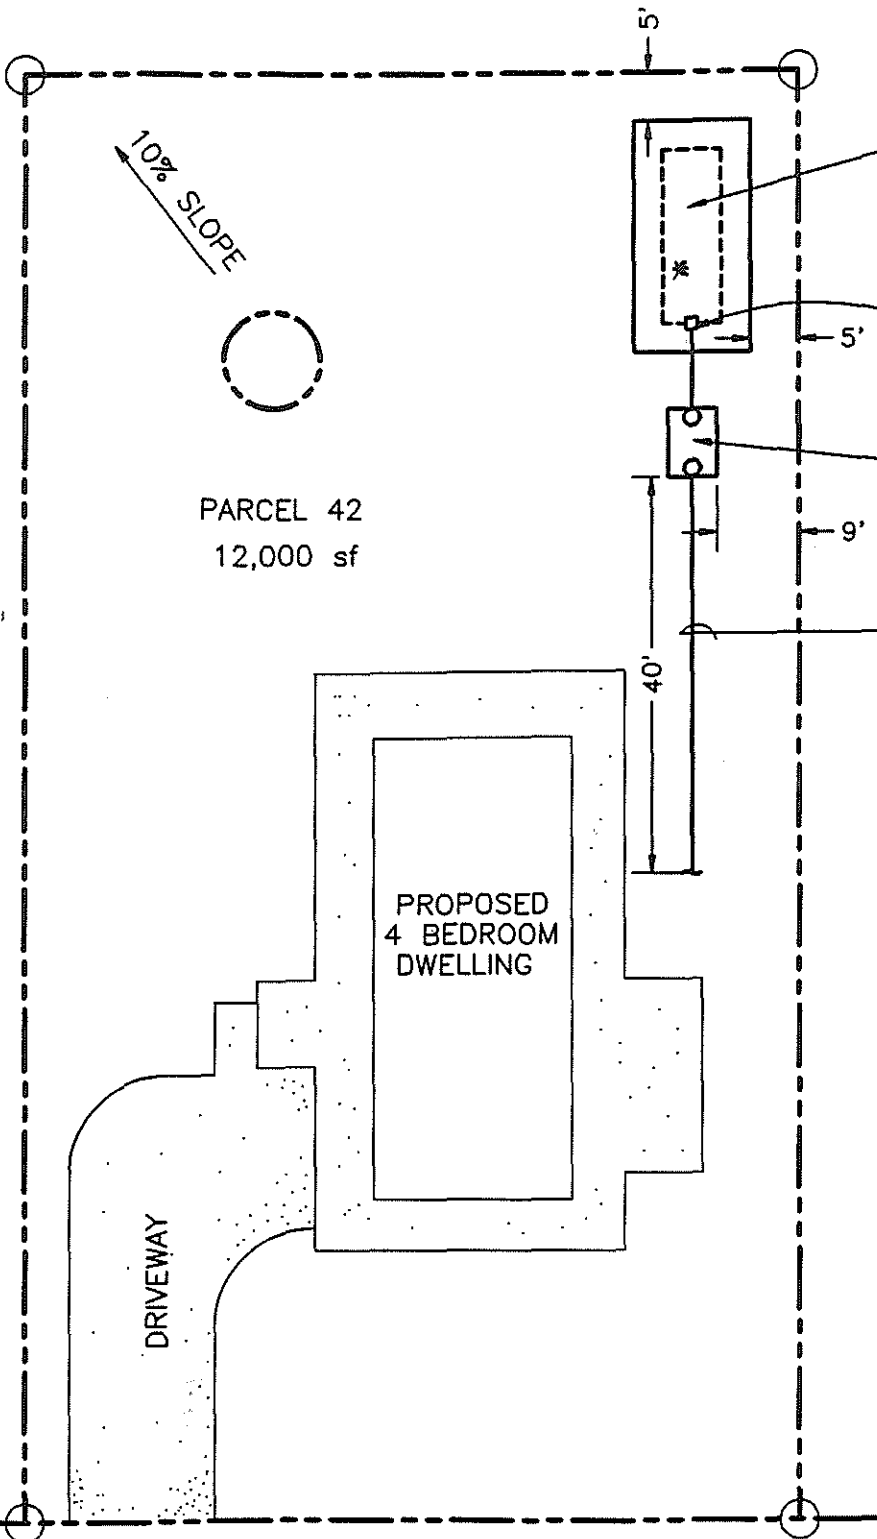 5'
10% SLOPE
5'
PARCEL 42
12,000 sf
9'
40'
PROPOSED
4 BEDROOM
DWELLING
DRIVEWAY